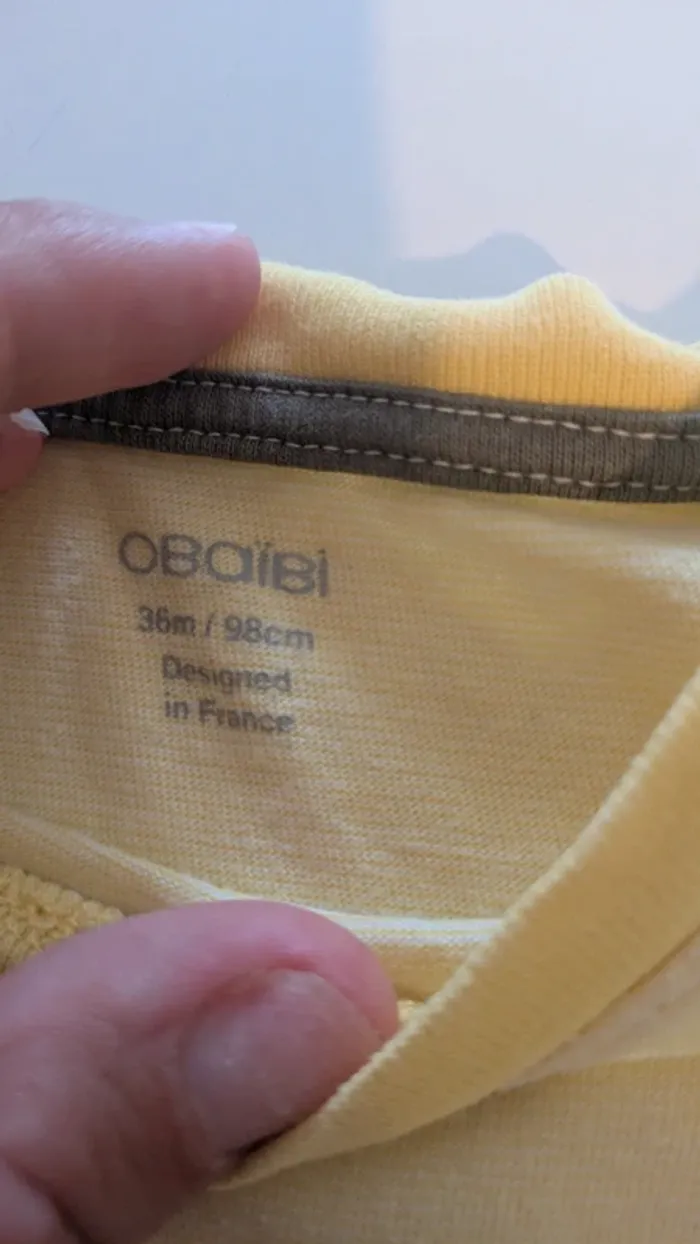 OBaïBi
36m / 98cm
Designed
in France